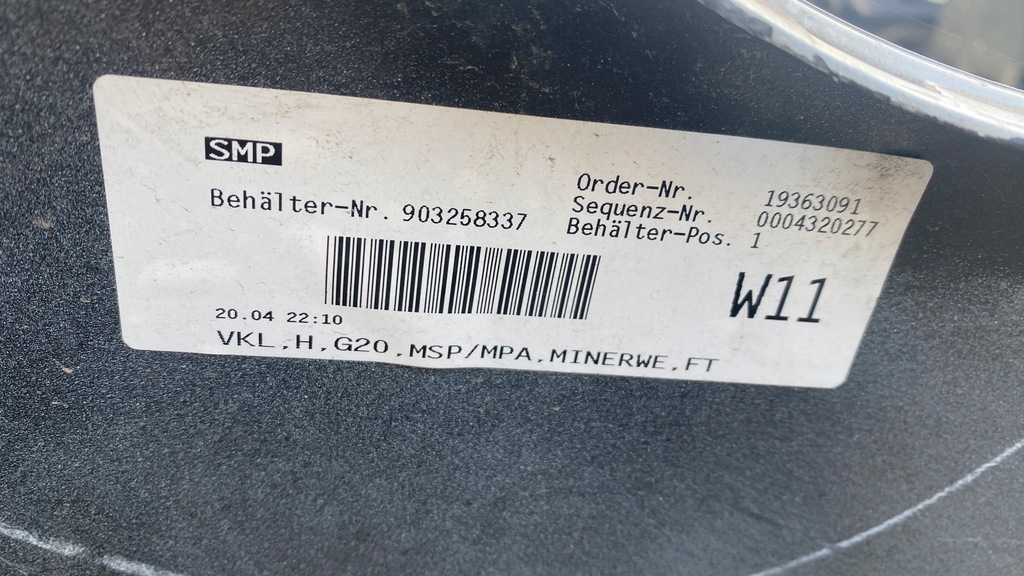 SMP
Behälter-Nr. 903258337
Order-Nr. 19363091
Sequenz-Nr. 0004320277
Behälter-Pos. 1
W11
20.04 22:10
VKL,H,G20,MSP/MPA,MINERWE,FT